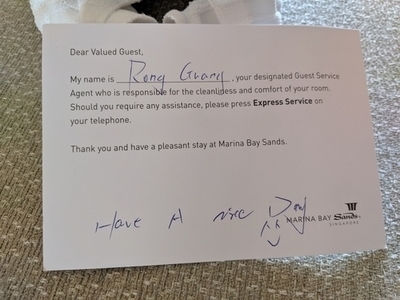 Dear Valued Guest,
My name is Rong Guang, your designated Guest Service
Agent who is responsible for the cleanliness and comfort of your room.
Should you require any assistance, please press Express Service on
your telephone.
Thank you and have a pleasant stay at Marina Bay Sands.
Have A nice Day
MARINA BAY Sands
SINGAPORE